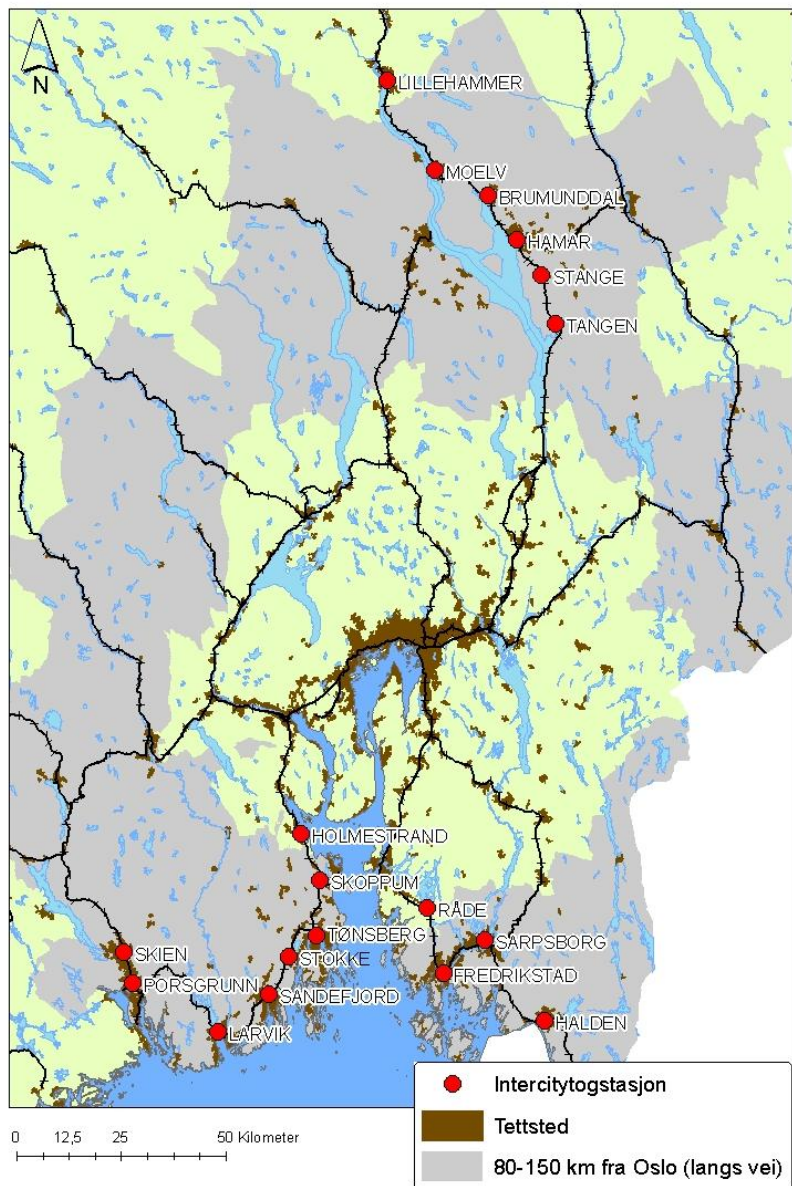 N
LILLEHAMMER
MOELV
BRUMUNDDAL
HAMAR
STANGE
TANGEN
HOLMESTRAND
SKOPPUM
RÅDE
TØNSBERG
SARPSBORG
SKIEN
STOKKE
FREDRIKSTAD
PORSGRUNN
SANDEFJORD
HALDEN
LARVIK
Intercitytogstasjon
Tettsted
80-150 km fra Oslo (langs vei)
0 12,5 25 50 Kilometer